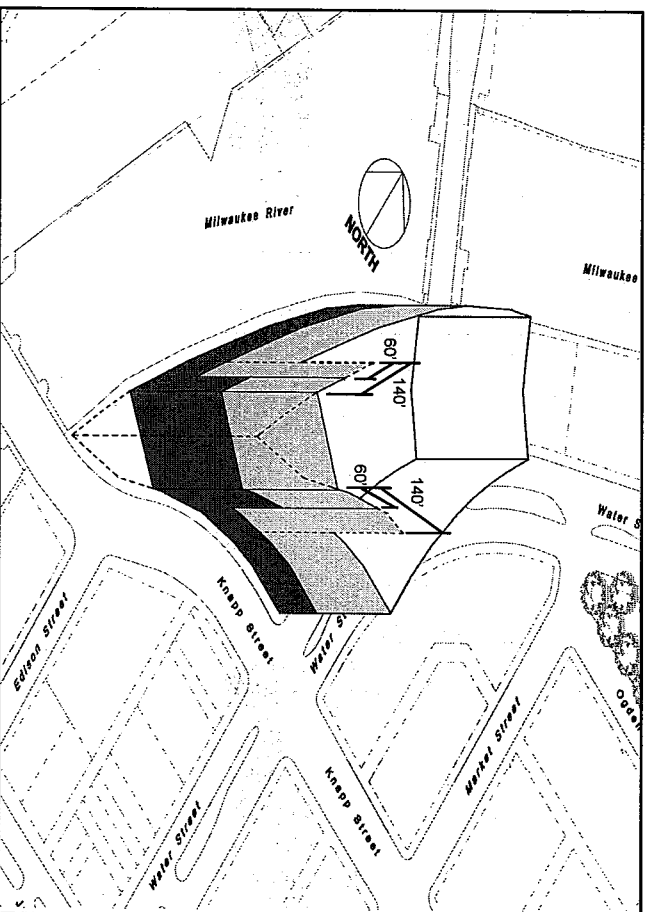 Milwaukee
Milwaukee River
NORTH
60'
140'
60'
140'
Water S
Ogden
Knapp Street
Water St
Market Street
Edison Street
Knapp Street
Water Street